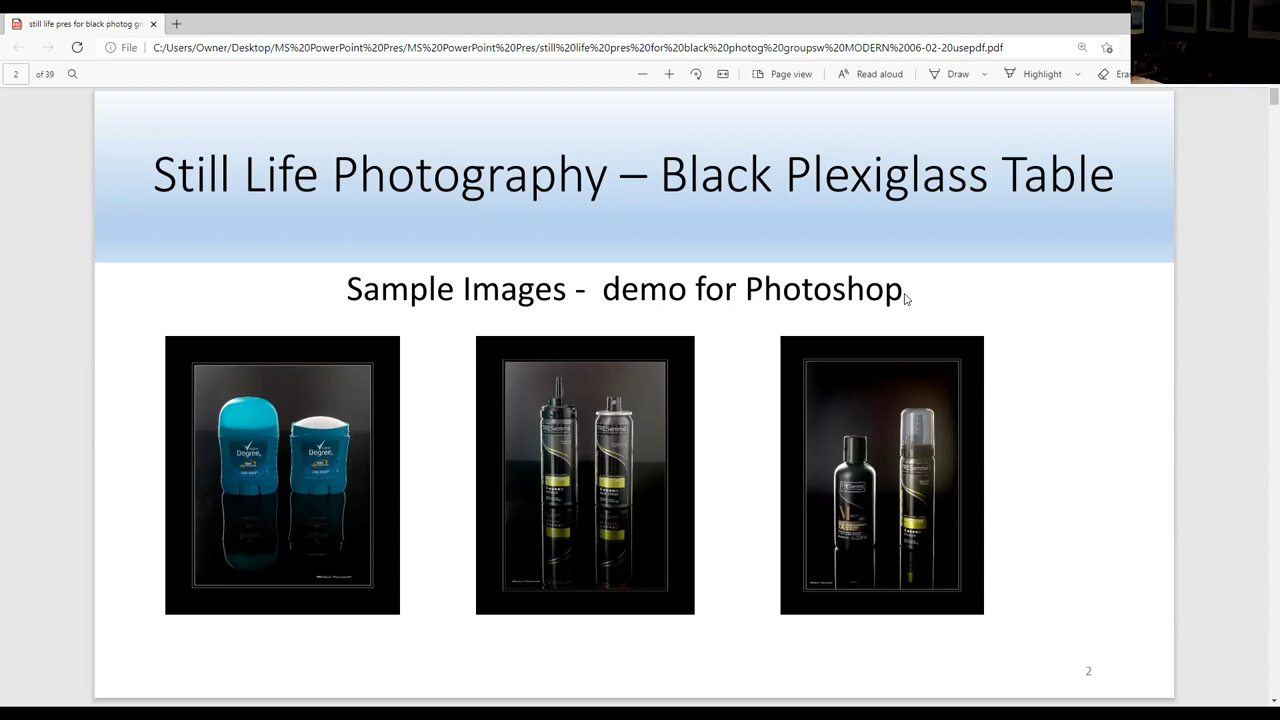 still life pres for black photog gr
File
C:/Users/Owner/Desktop/MS%20PowerPoint%20Pres/MS%20PowerPoint%20Pres/still%20life%20pres%20for%20black%20photog%20groupsw%20MODERN%2006-02-20usepdf.pdf
2 of 39
Page view
Read aloud
Draw
Highlight
Eras
Still Life Photography – Black Plexiglass Table
Sample Images - demo for Photoshop
Degree
Degree
TRESemmé
TRESemmé
TRESemmé
TRESemmé
2